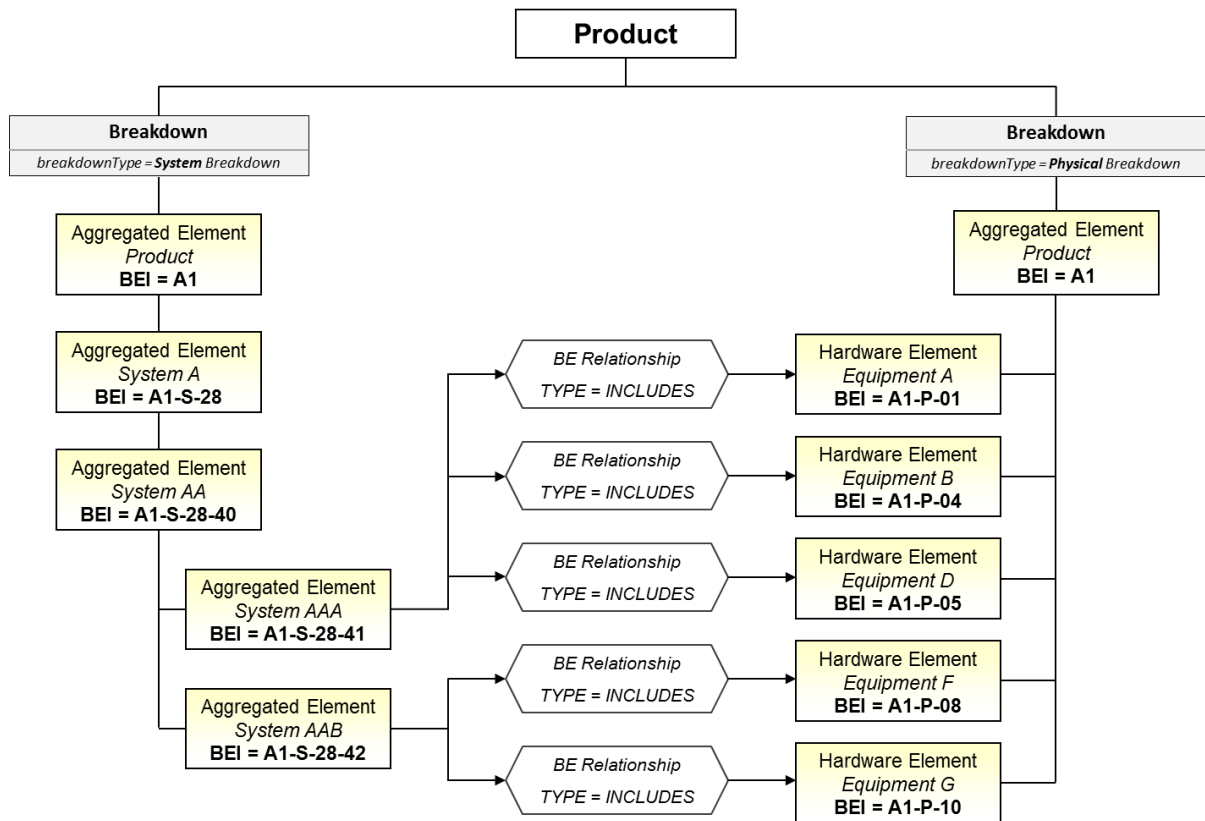 Product
Breakdown
breakdownType = System Breakdown
Breakdown
breakdownType = Physical Breakdown
Aggregated Element
Product
BEI = A1
Aggregated Element
Product
BEI = A1
Aggregated Element
System A
BEI = A1-S-28
Aggregated Element
System AA
BEI = A1-S-28-40
Aggregated Element
System AAA
BEI = A1-S-28-41
Aggregated Element
System AAB
BEI = A1-S-28-42
BE Relationship
TYPE = INCLUDES
Hardware Element
Equipment A
BEI = A1-P-01
BE Relationship
TYPE = INCLUDES
Hardware Element
Equipment B
BEI = A1-P-04
BE Relationship
TYPE = INCLUDES
Hardware Element
Equipment D
BEI = A1-P-05
BE Relationship
TYPE = INCLUDES
Hardware Element
Equipment F
BEI = A1-P-08
BE Relationship
TYPE = INCLUDES
Hardware Element
Equipment G
BEI = A1-P-10